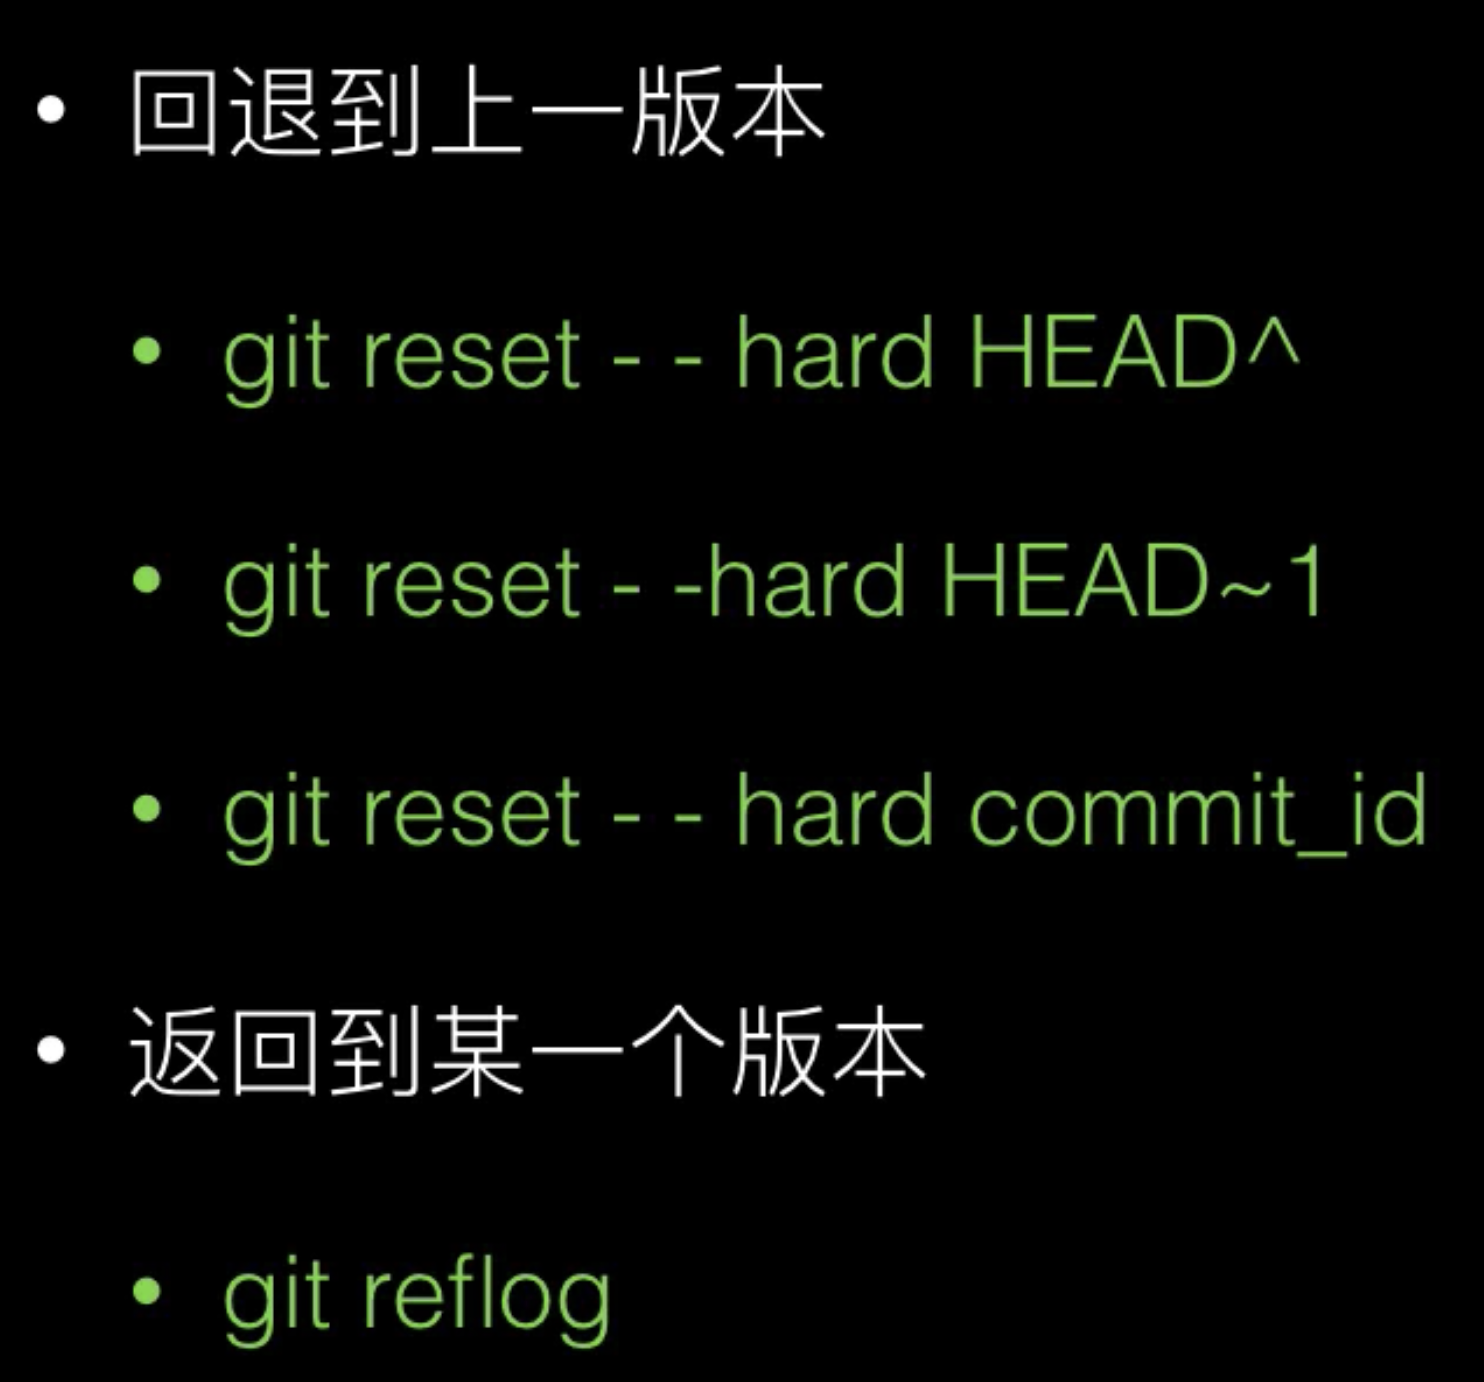 • 回退到上一版本
• git reset - - hard HEAD^
• git reset - -hard HEAD~1
• git reset - - hard commit_id
• 返回到某一个版本
• git reflog